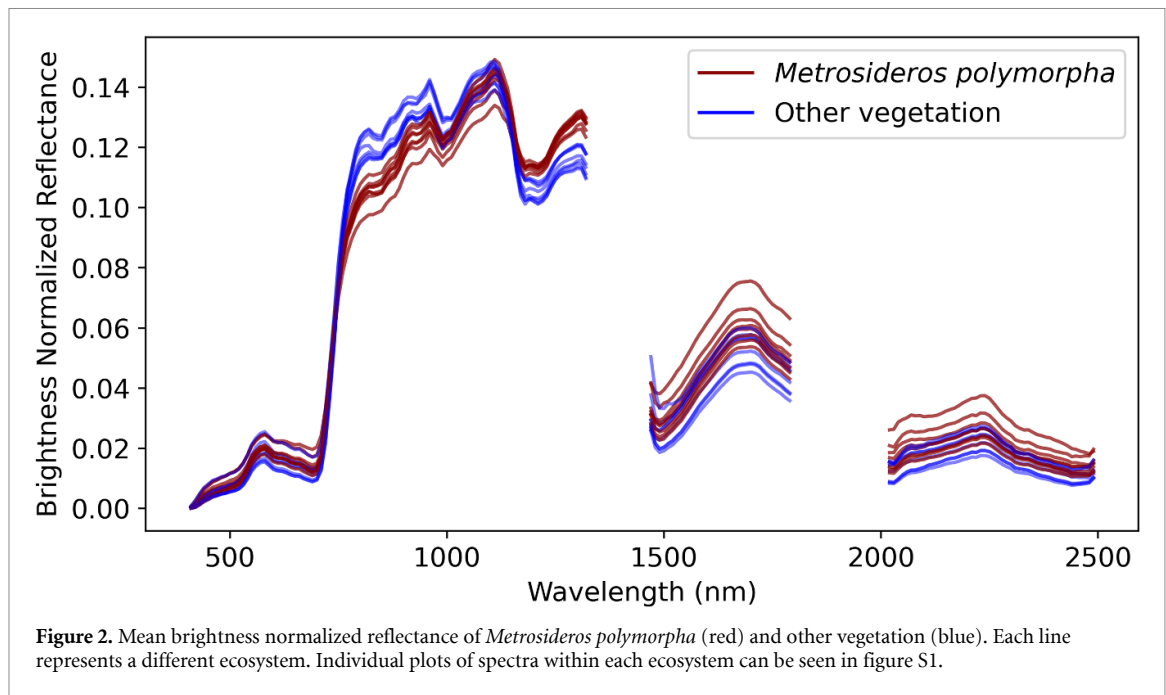 Brightness Normalized Reflectance
0.14
0.12
0.10
0.08
0.06
0.04
0.02
0.00
Metrosideros polymorpha
Other vegetation
500
1000
1500
2000
2500
Wavelength (nm)
Figure 2. Mean brightness normalized reflectance of Metrosideros polymorpha (red) and other vegetation (blue). Each line
represents a different ecosystem. Individual plots of spectra within each ecosystem can be seen in figure S1.